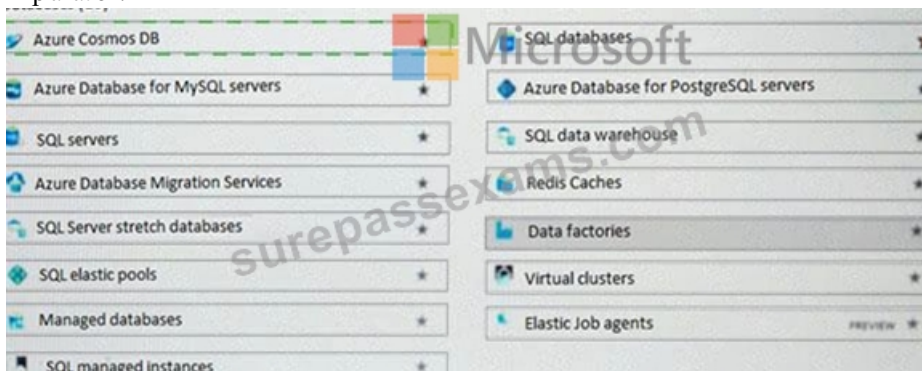 Azure Cosmos DB
Microsoft
SQL databases
Azure Database for MySQL servers
Azure Database for PostgreSQL servers
SQL servers
SQL data warehouse
Azure Database Migration Services
Redis Caches
SQL Server stretch databases
Data factories
SQL elastic pools
Virtual clusters
Managed databases
Elastic Job agents
PREVIEW
SQL managed instances
surepassexams.com